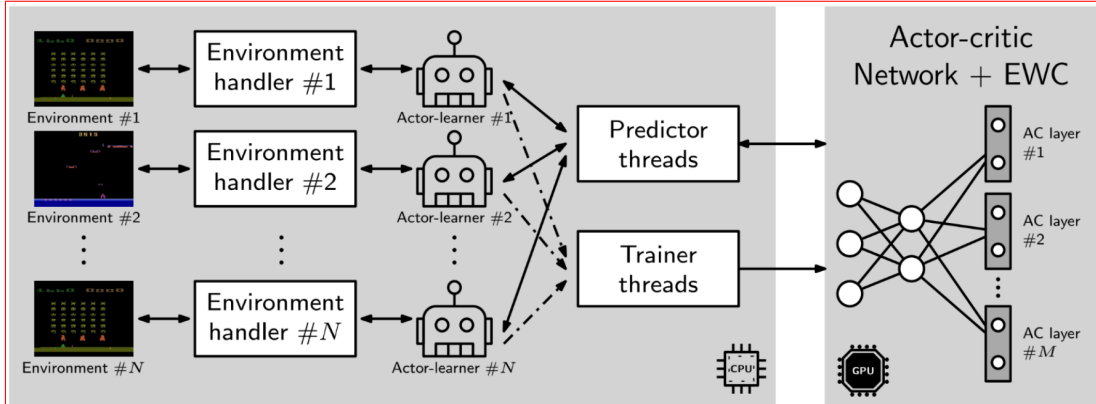 Environment #1
Environment
handler #1
Actor-learner #1
Environment #2
Environment
handler #2
Actor-learner #2
Environment #N
Environment
handler #N
Actor-learner #N
Predictor
threads
Trainer
threads
CPU
Actor-critic
Network + EWC
AC layer
#1
AC layer
#2
AC layer
#M
GPU